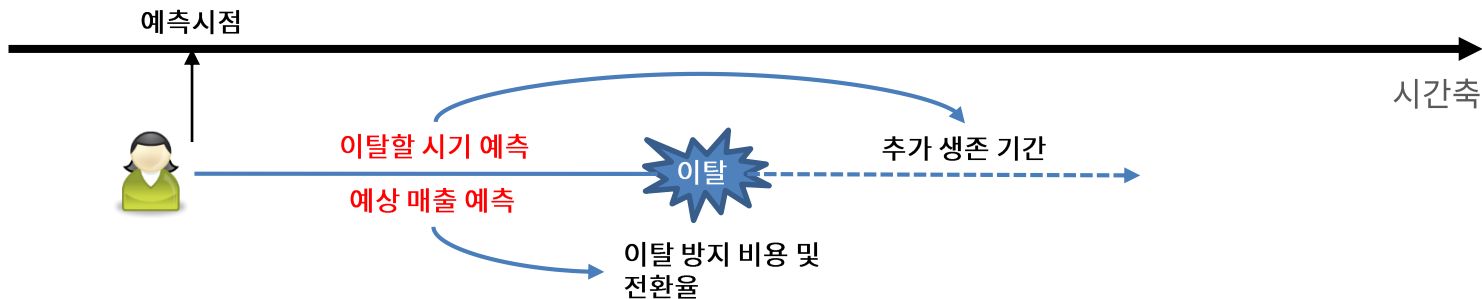 예측시점
시간축
이탈할 시기 예측
이탈
추가 생존 기간
예상 매출 예측
이탈 방지 비용 및
전환율